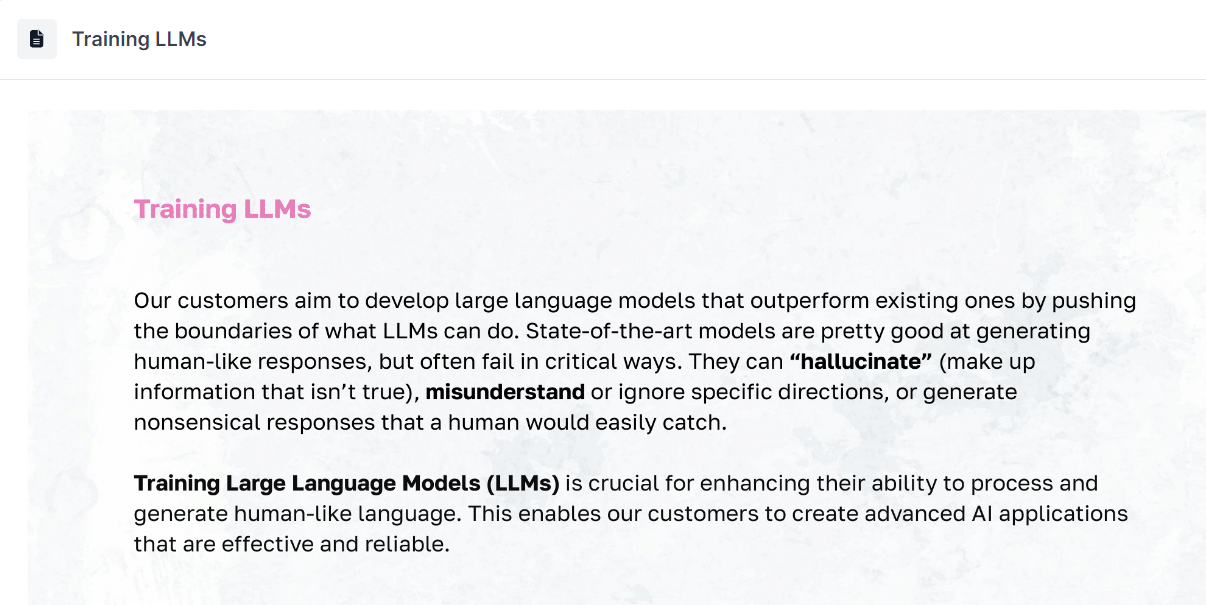 Training LLMs
Training LLMs
Our customers aim to develop large language models that outperform existing ones by pushing
the boundaries of what LLMs can do. State-of-the-art models are pretty good at generating
human-like responses, but often fail in critical ways. They can “hallucinate” (make up
information that isn’t true), misunderstand or ignore specific directions, or generate
nonsensical responses that a human would easily catch.
Training Large Language Models (LLMs) is crucial for enhancing their ability to process and
generate human-like language. This enables our customers to create advanced AI applications
that are effective and reliable.